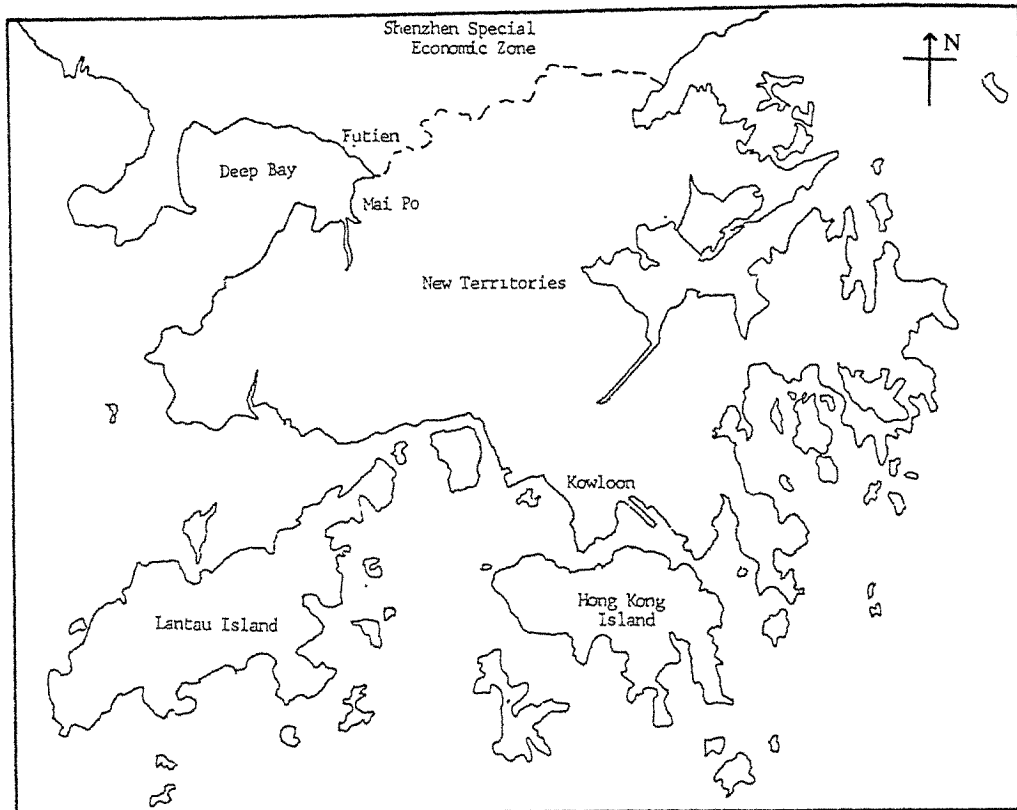 Shenzhen Special
Economic Zone
N
Futien
Deep Bay
Mai Po
New Territories
Kowloon
Hong Kong
Island
Lantau Island